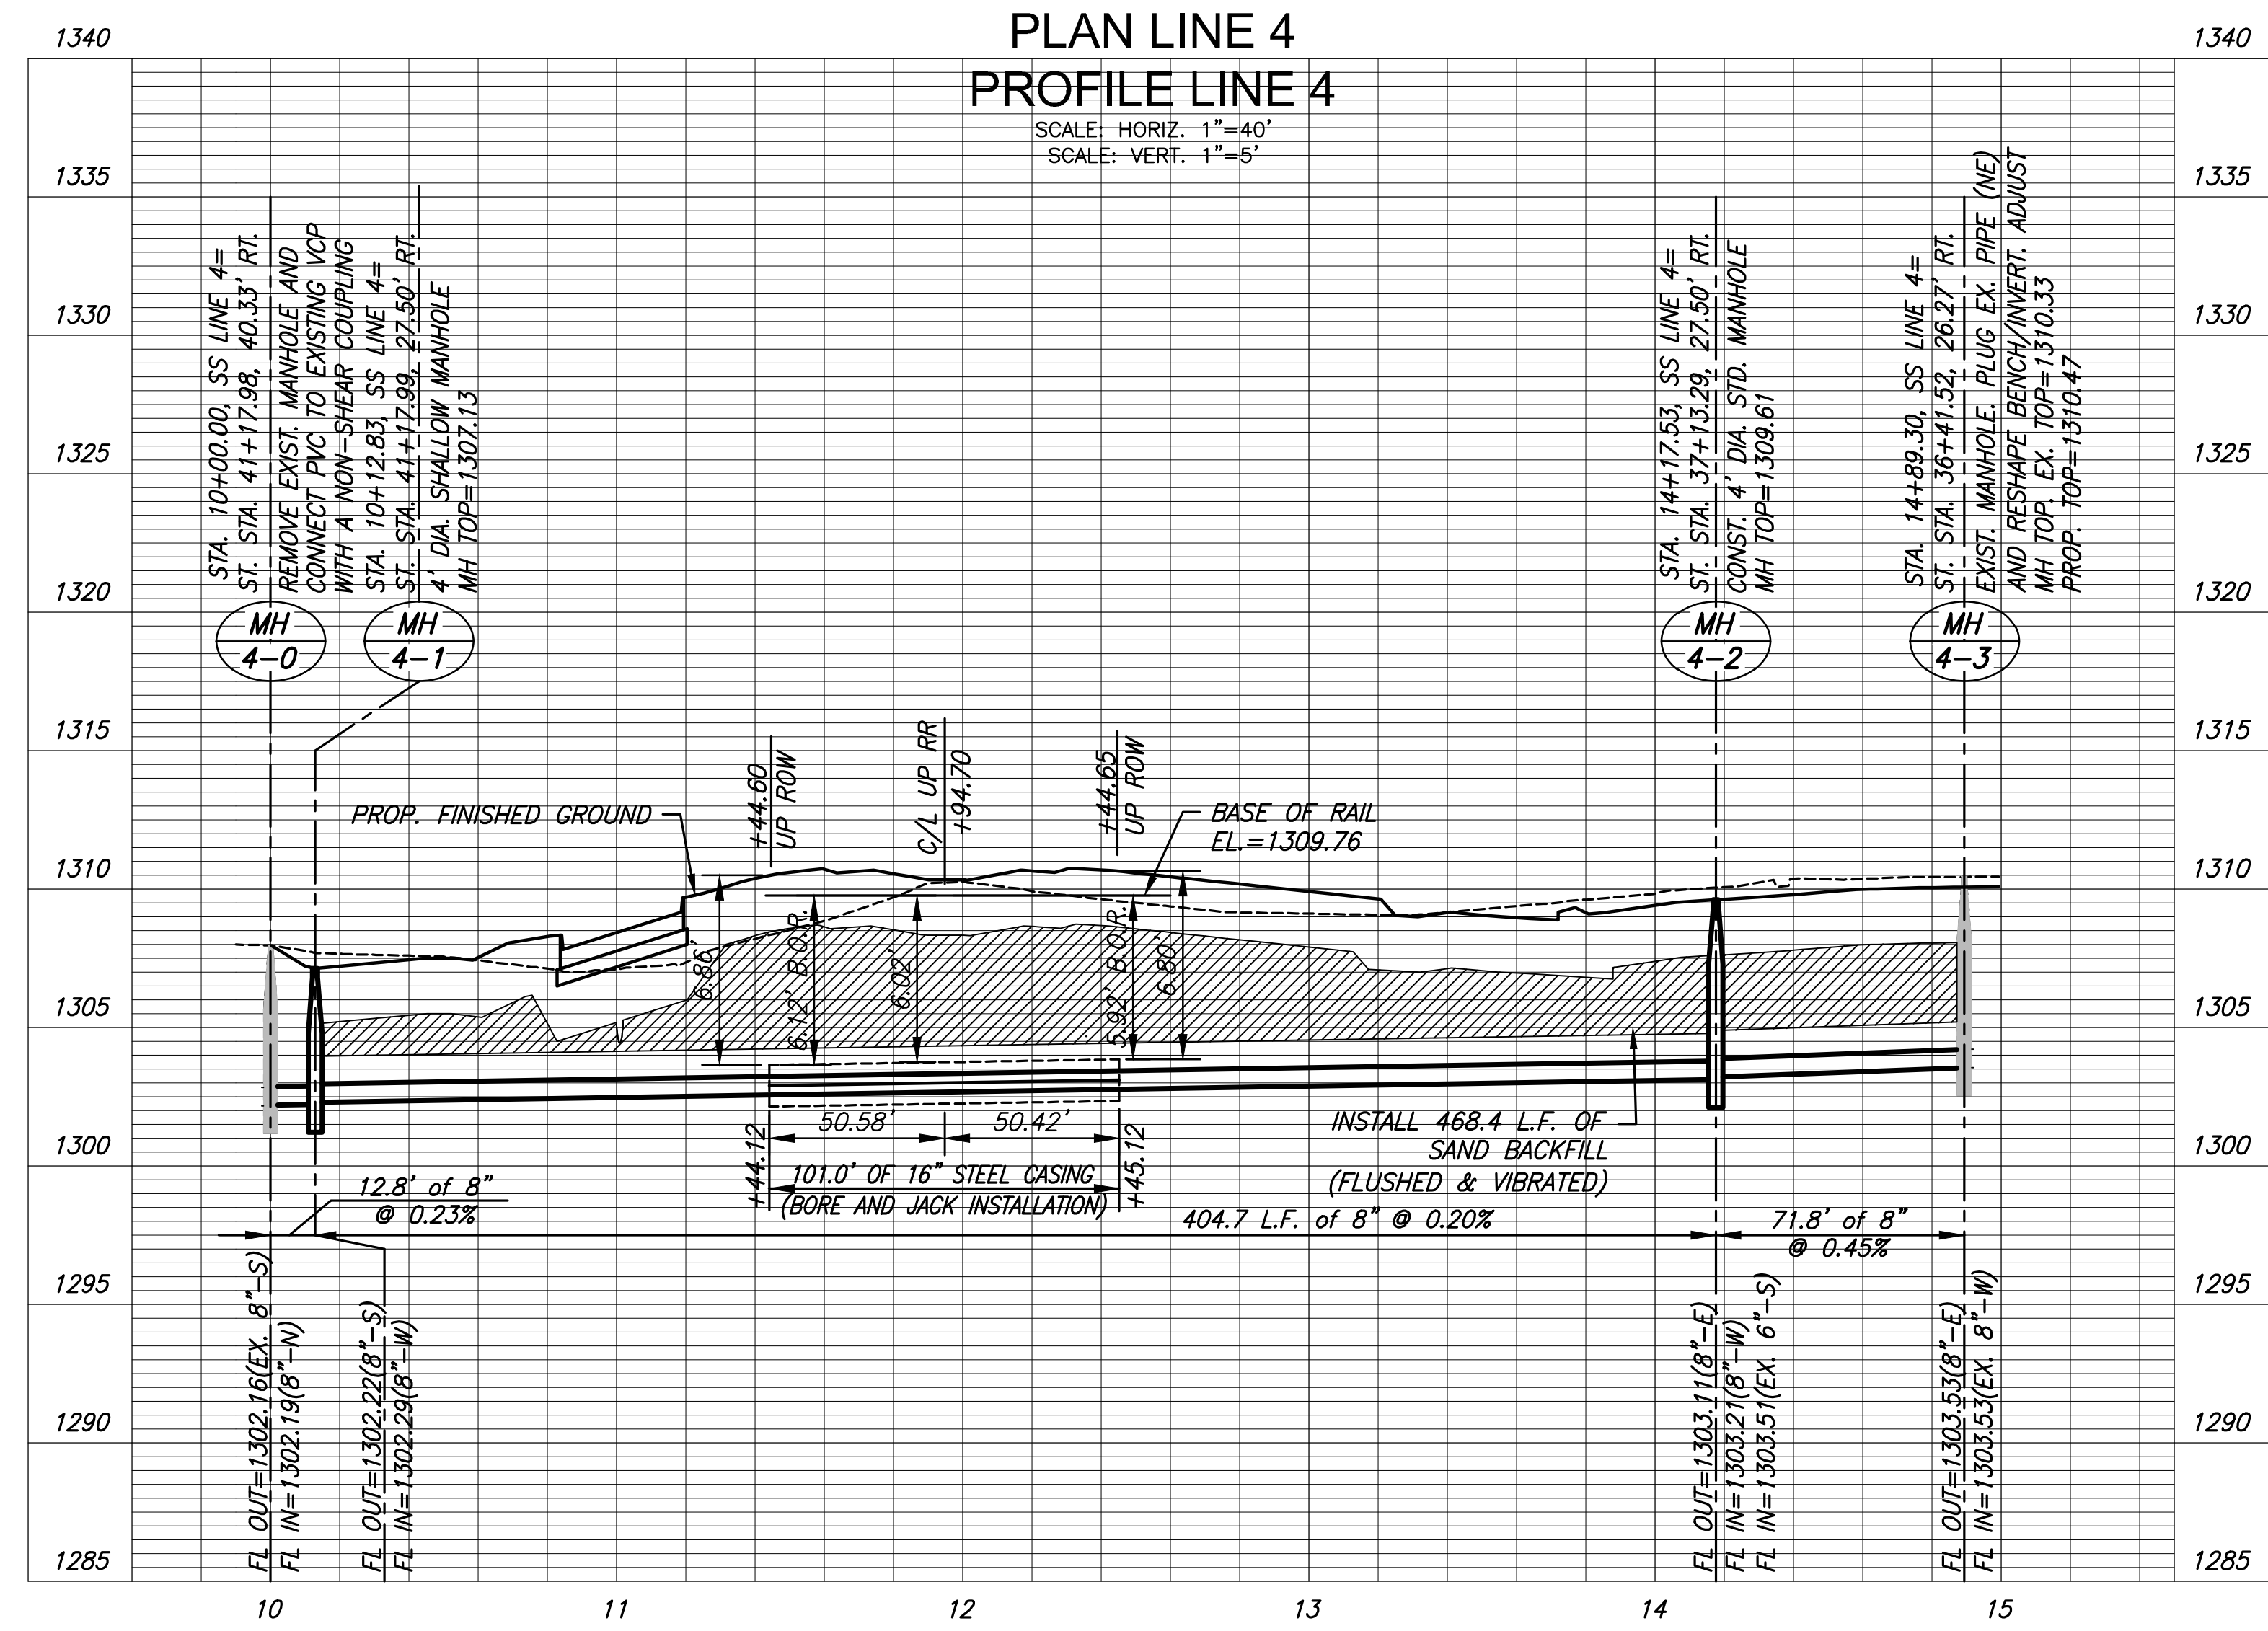 PLAN LINE 4
1340
1340
PROFILE LINE 4
SCALE: HORIZ. 1"=40'
SCALE: VERT. 1"=5'
1335
1335
1330
1330
1325
1325
1320
1320
1315
1315
1310
1310
1305
1305
1300
1300
1295
1295
1290
1290
1285
1285
STA. 10+00.00, SS LINE 4=
ST. STA. 41+17.98, 40.33' RT.
REMOVE EXIST. MANHOLE AND
CONNECT PVC TO EXISTING VCP
WITH A NON-SHEAR COUPLING
STA. 10+12.83, SS LINE 4=
ST. STA. 41+17.99, 27.50' RT.
4' DIA. SHALLOW MANHOLE
MH TOP=1307.13
STA. 14+17.53, SS LINE 4=
ST. STA. 37+13.29, 27.50' RT.
CONST. 4' DIA. STD. MANHOLE
MH TOP=1309.61
STA. 14+89.30, SS LINE 4=
ST. STA. 36+41.52, 26.27' RT.
EXIST. MANHOLE. PLUG EX. PIPE (NE)
AND RESHAPE BENCH/INVERT. ADJUST
MH TOP. EX. TOP=1310.33
PROP. TOP=1310.47
MH
4-0
MH
4-1
MH
4-2
MH
4-3
+44.60
UP ROW
C/L UP RR
+94.70
+44.65
UP ROW
PROP. FINISHED GROUND
BASE OF RAIL
EL.=1309.76
6.86'
6.12' B.O.R.
6.02'
5.92' B.O.R.
6.80'
50.58'
50.42'
+44.12
101.0' OF 16" STEEL CASING
(BORE AND JACK INSTALLATION)
+45.12
INSTALL 468.4 L.F. OF
SAND BACKFILL
(FLUSHED & VIBRATED)
12.8' of 8"
@ 0.23%
404.7 L.F. of 8" @ 0.20%
71.8' of 8"
@ 0.45%
FL OUT=1302.16(EX. 8"-S)
FL IN=1302.19(8"-N)
FL OUT=1302.22(8"-S)
FL IN=1302.29(8"-W)
FL OUT=1303.11(8"-E)
FL IN=1303.21(8"-W)
FL IN=1303.51(EX. 6"-S)
FL OUT=1303.53(8"-E)
FL IN=1303.53(EX. 8"-W)
10
11
12
13
14
15